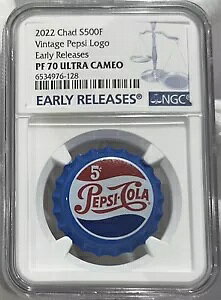 2022 Chad S500F
Vintage Pepsi Logo
Early Releases
PF 70 ULTRA CAMEO
6534976-128
EARLY RELEASES®
NGC
5¢
PEPSI-COLA